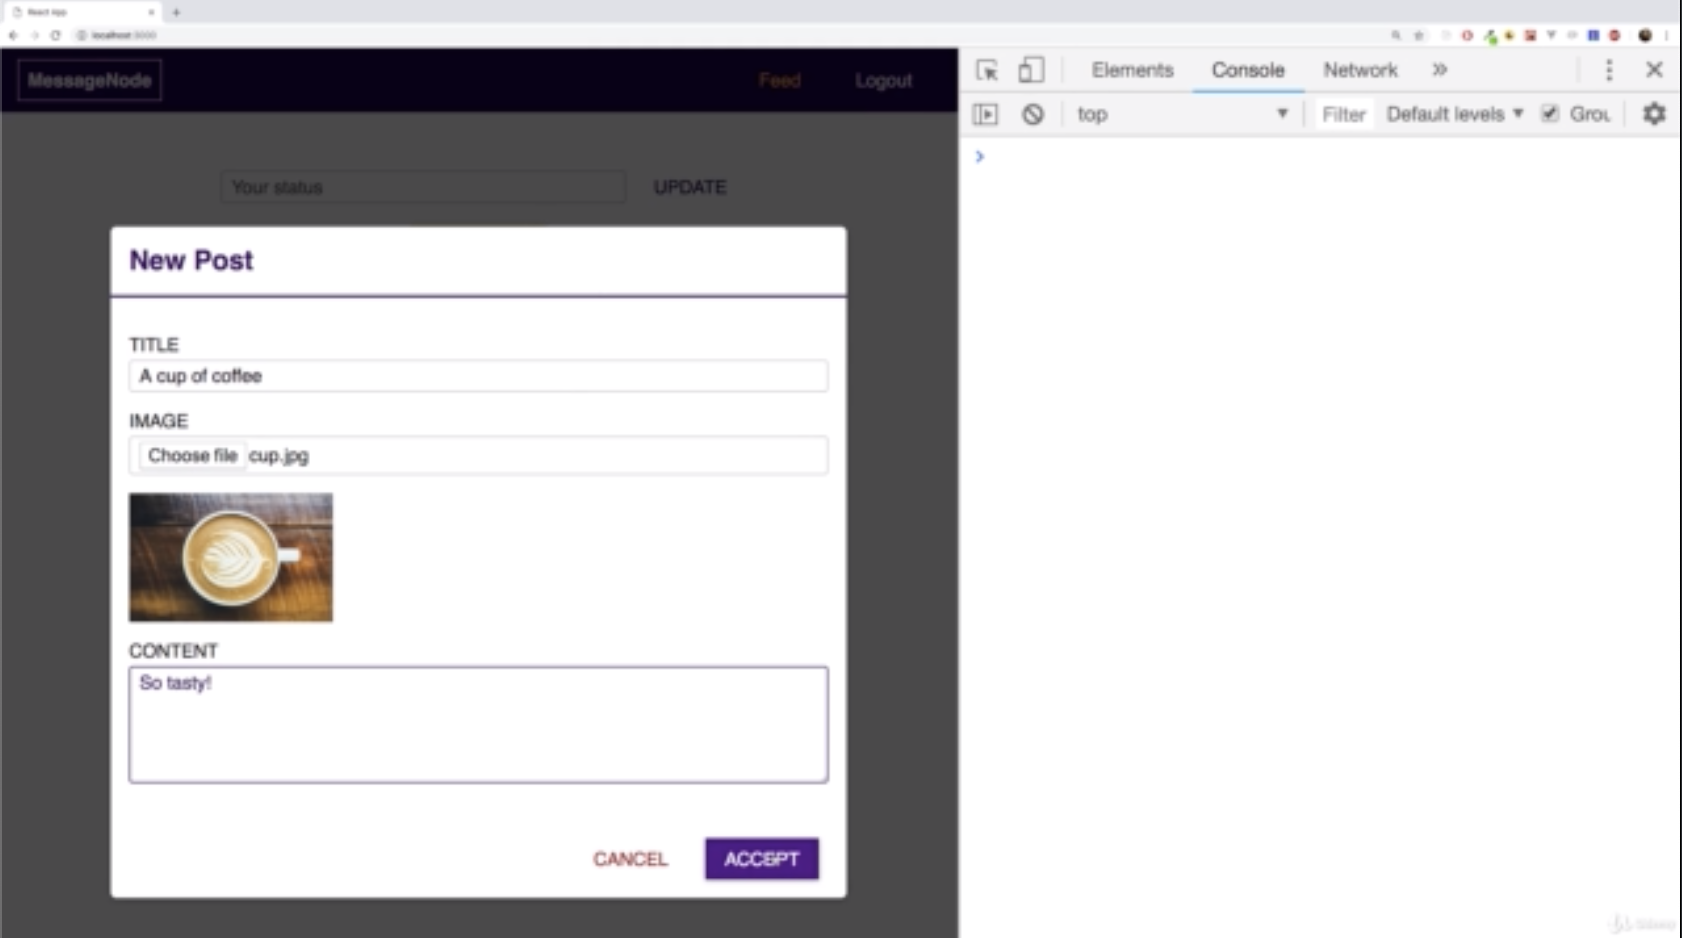 React App
localhost:3000
MessageNode
Feed
Logout
Your status
UPDATE
New Post
TITLE
A cup of coffee
IMAGE
Choose file cup.jpg
CONTENT
So tasty!
CANCEL
ACCEPT
Elements
Console
Network
top
Filter
Default levels
Grou
Udemy